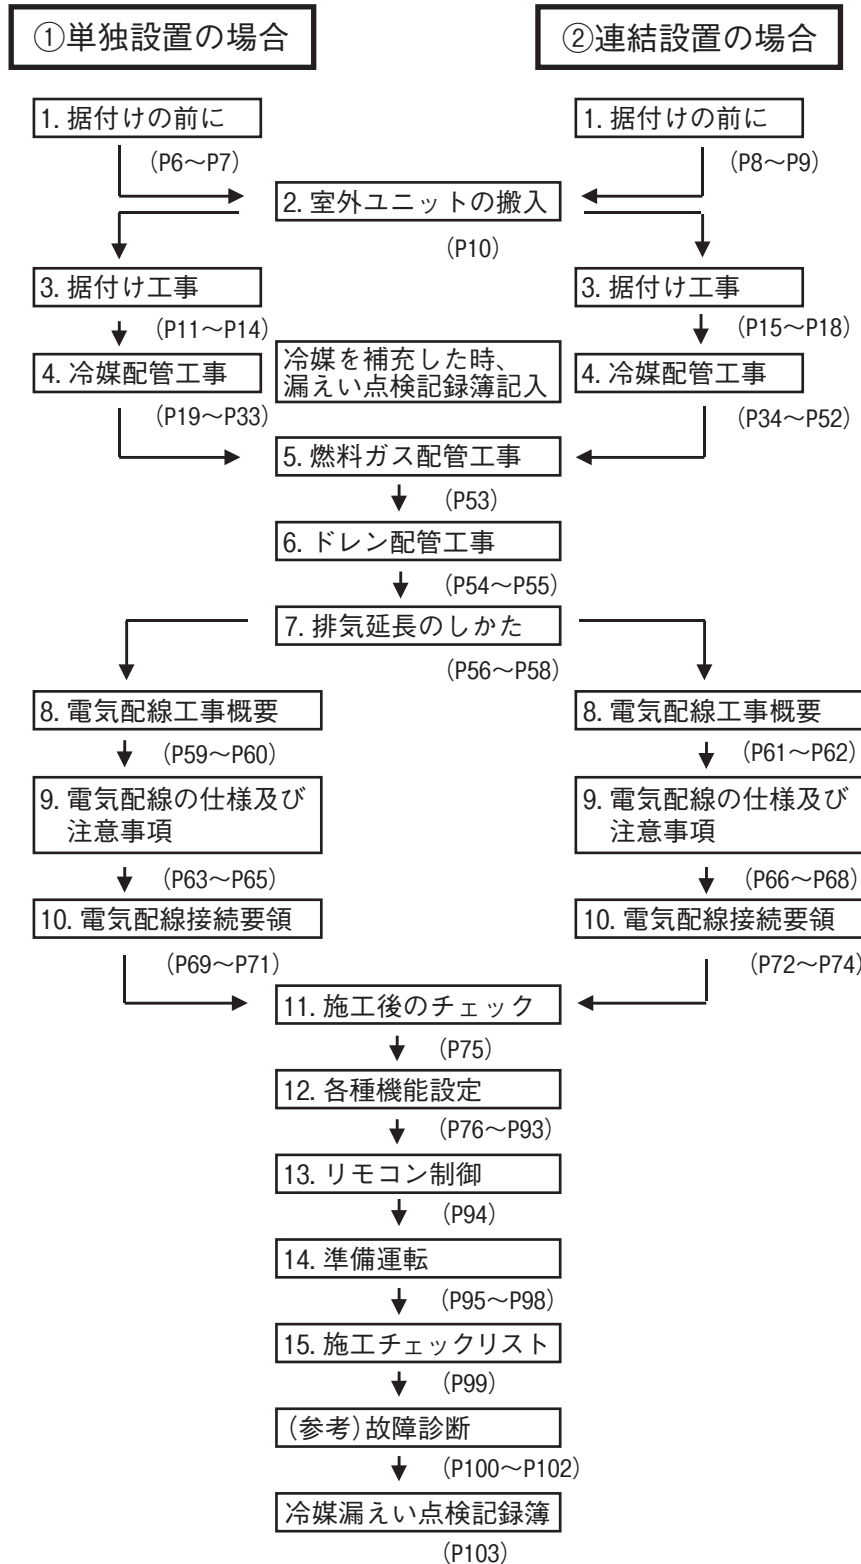 ①単独設置の場合
②連結設置の場合
1. 据付けの前に
1. 据付けの前に
(P6～P7)
(P8～P9)
2. 室外ユニットの搬入
(P10)
3. 据付け工事
3. 据付け工事
(P11～P14)
(P15～P18)
冷媒を補充した時、
漏えい点検記録簿記入
4. 冷媒配管工事
4. 冷媒配管工事
(P19～P33)
(P34～P52)
5. 燃料ガス配管工事
(P53)
6. ドレン配管工事
(P54～P55)
7. 排気延長のしかた
(P56～P58)
8. 電気配線工事概要
8. 電気配線工事概要
(P59～P60)
(P61～P62)
9. 電気配線の仕様及び
注意事項
9. 電気配線の仕様及び
注意事項
(P63～P65)
(P66～P68)
10. 電気配線接続要領
10. 電気配線接続要領
(P69～P71)
(P72～P74)
11. 施工後のチェック
(P75)
12. 各種機能設定
(P76～P93)
13. リモコン制御
(P94)
14. 準備運転
(P95～P98)
15. 施工チェックリスト
(P99)
(参考)故障診断
(P100～P102)
冷媒漏えい点検記録簿
(P103)